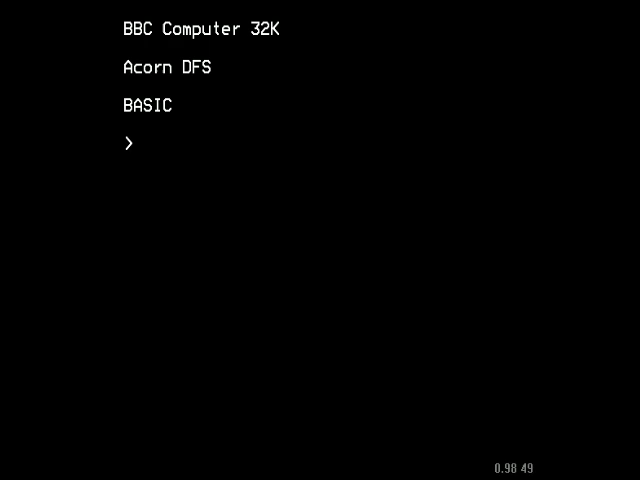 BBC Computer 32K
Acorn DFS
BASIC
>
0.98 49